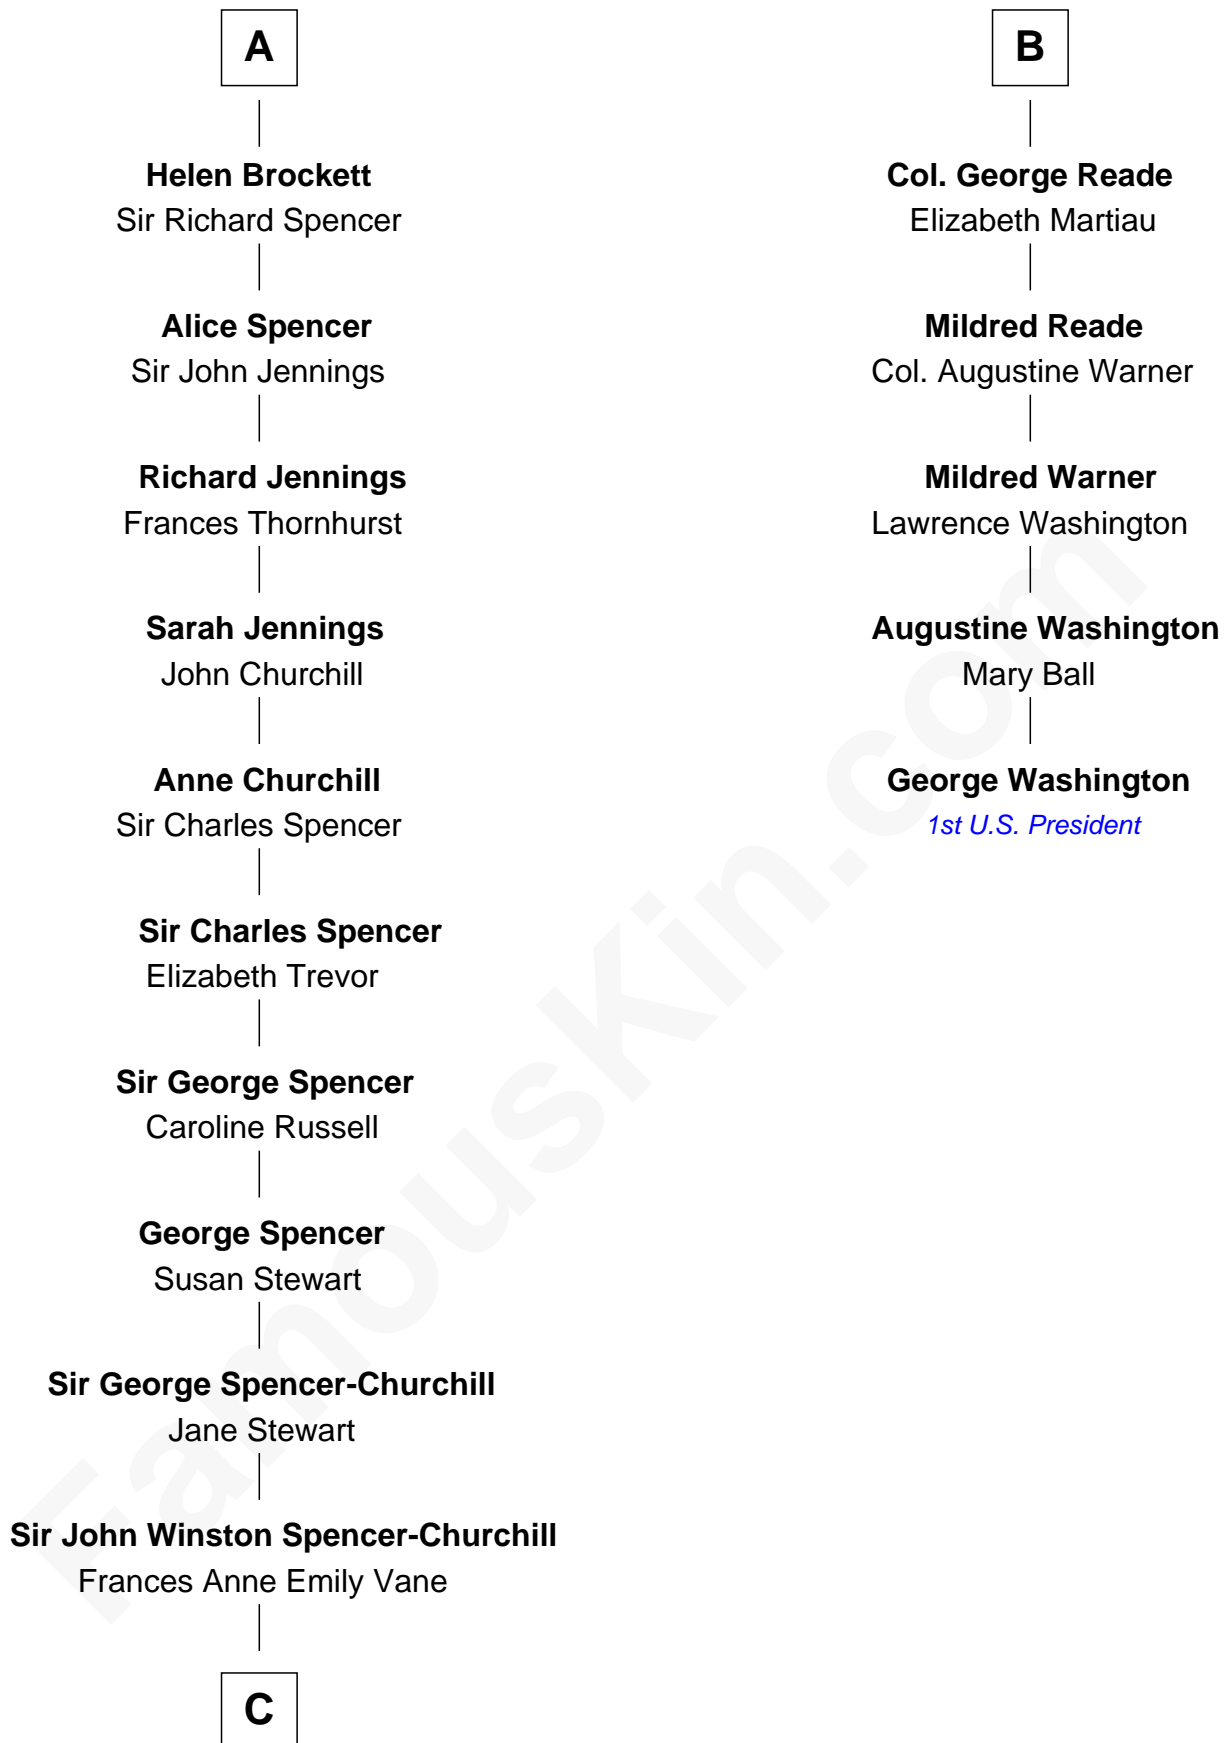 A
Helen Brockett
Sir Richard Spencer
Alice Spencer
Sir John Jennings
Richard Jennings
Frances Thornhurst
Sarah Jennings
John Churchill
Anne Churchill
Sir Charles Spencer
Sir Charles Spencer
Elizabeth Trevor
Sir George Spencer
Caroline Russell
George Spencer
Susan Stewart
Sir George Spencer-Churchill
Jane Stewart
Sir John Winston Spencer-Churchill
Frances Anne Emily Vane
C
B
Col. George Reade
Elizabeth Martiau
Mildred Reade
Col. Augustine Warner
Mildred Warner
Lawrence Washington
Augustine Washington
Mary Ball
George Washington
1st U.S. President
FamousKin.com